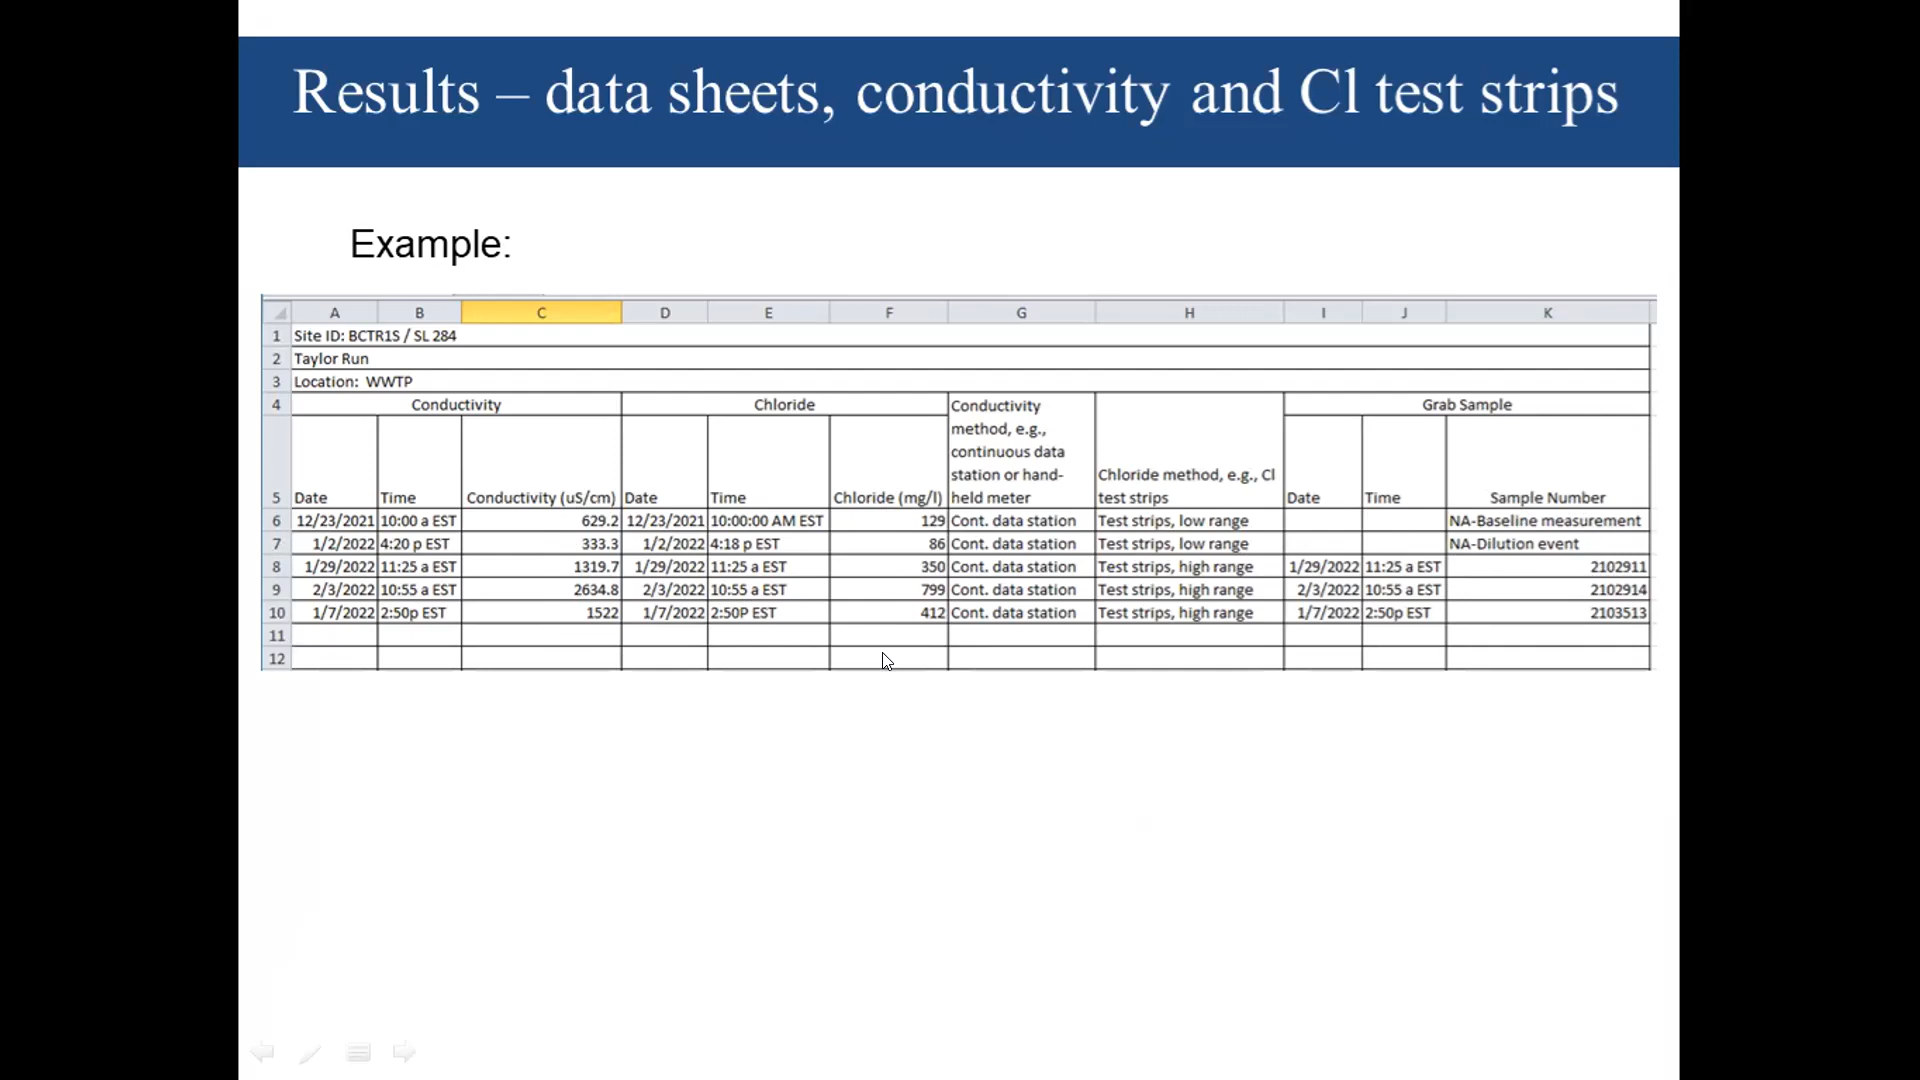 Results – data sheets, conductivity and Cl test strips
Example:
A B C D E F G H I J K
1 Site ID: BCTR1S / SL 284
2 Taylor Run
3 Location: WWTP
4 Conductivity Chloride Conductivity method, e.g., continuous data station or hand-held meter Grab Sample
5 Date Time Conductivity (uS/cm) Date Time Chloride (mg/l) Chloride method, e.g., Cl test strips Date Time Sample Number
6 12/23/2021 10:00 a EST 629.2 12/23/2021 10:00:00 AM EST 129 Cont. data station Test strips, low range NA-Baseline measurement
7 1/2/2022 4:20 p EST 333.3 1/2/2022 4:18 p EST 86 Cont. data station Test strips, low range NA-Dilution event
8 1/29/2022 11:25 a EST 1319.7 1/29/2022 11:25 a EST 350 Cont. data station Test strips, high range 1/29/2022 11:25 a EST 2102911
9 2/3/2022 10:55 a EST 2634.8 2/3/2022 10:55 a EST 799 Cont. data station Test strips, high range 2/3/2022 10:55 a EST 2102914
10 1/7/2022 2:50p EST 1522 1/7/2022 2:50P EST 412 Cont. data station Test strips, high range 1/7/2022 2:50p EST 2103513
11
12